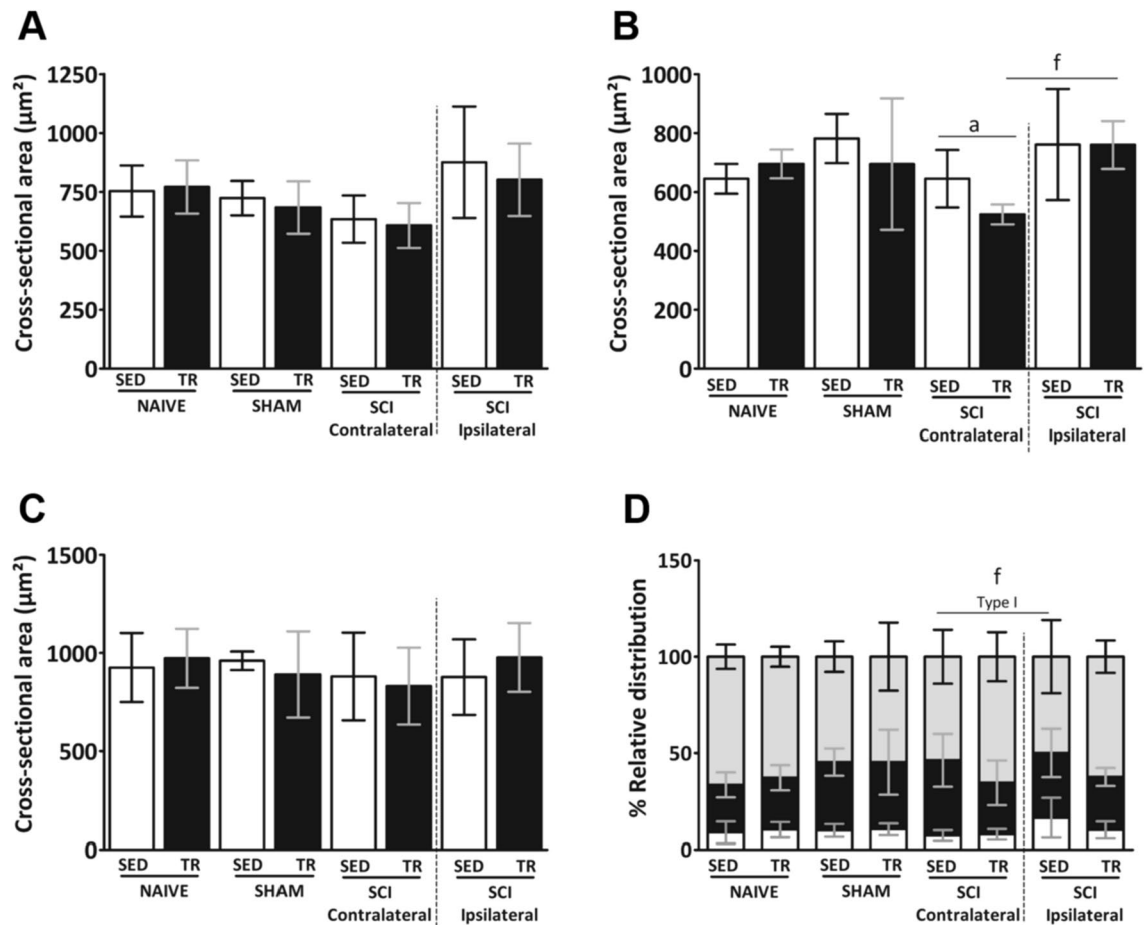 A
Cross-sectional area (µm²)
1250
1000
750
500
250
0
SED TR SED TR SED TR SED TR
NAIVE SHAM SCI SCI
Contralateral Ipsilateral
B
Cross-sectional area (µm²)
1000
800
600
400
200
0
f
a
SED TR SED TR SED TR SED TR
NAIVE SHAM SCI SCI
Contralateral Ipsilateral
C
Cross-sectional area (µm²)
1500
1000
500
0
SED TR SED TR SED TR SED TR
NAIVE SHAM SCI SCI
Contralateral Ipsilateral
D
% Relative distribution
150
100
50
0
f
Type I
SED TR SED TR SED TR SED TR
NAIVE SHAM SCI SCI
Contralateral Ipsilateral